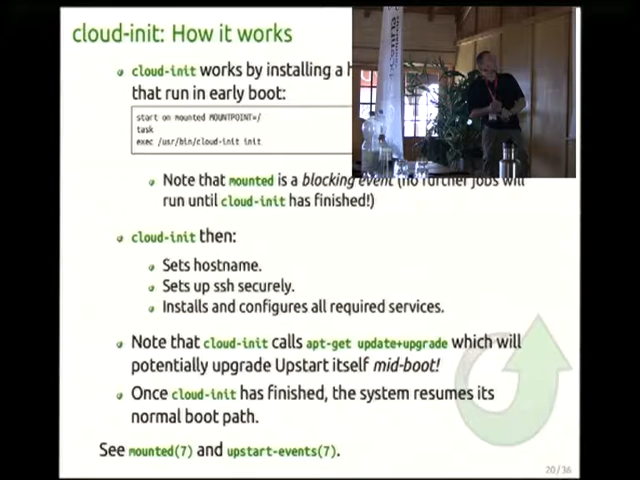 cloud-init: How it works
cloud-init works by installing a
that run in early boot:
start on mounted MOUNTPOINT=/
task
exec /usr/bin/cloud-init init
Note that mounted is a blocking event (no further jobs will
run until cloud-init has finished!)
cloud-init then:
Sets hostname.
Sets up ssh securely.
Installs and configures all required services.
Note that cloud-init calls apt-get update+upgrade which will
potentially upgrade Upstart itself mid-boot!
Once cloud-init has finished, the system resumes its
normal boot path.
See mounted(7) and upstart-events(7).
20/36